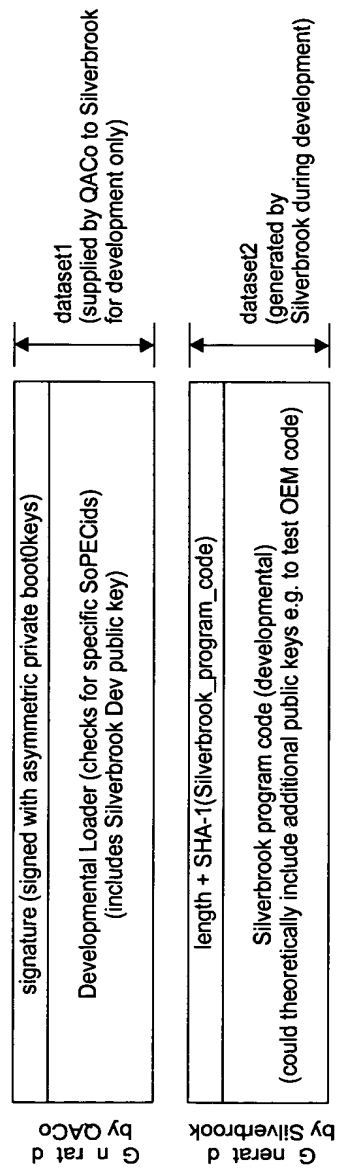 G n rat d
by QACo
signature (signed with asymmetric private boot0keys)
Developmental Loader (checks for specific SoPECids)
(includes Silverbrook Dev public key)
dataset1
(supplied by QACo to Silverbrook
for development only)
G nerat d
by Silverbrook
length + SHA-1(Silverbrook_program_code)
Silverbrook program code (developmental)
(could theoretically include additional public keys e.g. to test OEM code)
dataset2
(generated by
Silverbrook during development)